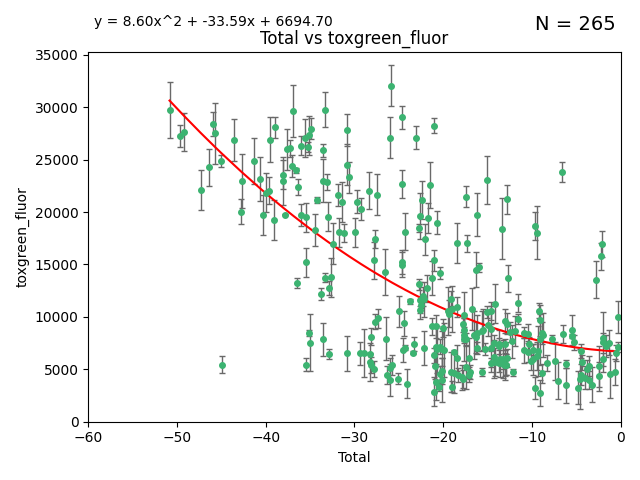 y = 8.60x^2 + -33.59x + 6694.70
N = 265
Total vs toxgreen_fluor
toxgreen_fluor
35000
30000
25000
20000
15000
10000
5000
0
−60 −50 −40 −30 −20 −10 0
Total